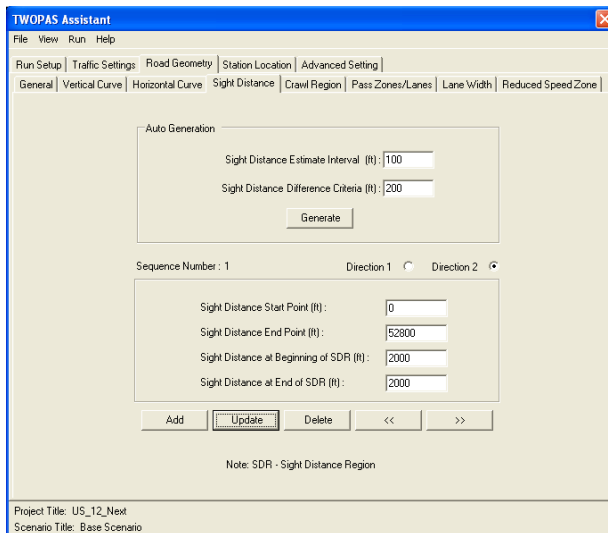 TWOPAS Assistant
File View Run Help
Run Setup Traffic Settings Road Geometry Station Location Advanced Setting
General Vertical Curve Horizontal Curve Sight Distance Crawl Region Pass Zones/Lanes Lane Width Reduced Speed Zone
Auto Generation
Sight Distance Estimate Interval (ft) : 100
Sight Distance Difference Criteria (ft) : 200
Generate
Sequence Number : 1 Direction 1 Direction 2
Sight Distance Start Point (ft) : 0
Sight Distance End Point (ft) : 52800
Sight Distance at Beginning of SDR (ft) : 2000
Sight Distance at End of SDR (ft) : 2000
Add Update Delete << >>
Note: SDR - Sight Distance Region
Project Title: US_12_Next
Scenario Title: Base Scenario